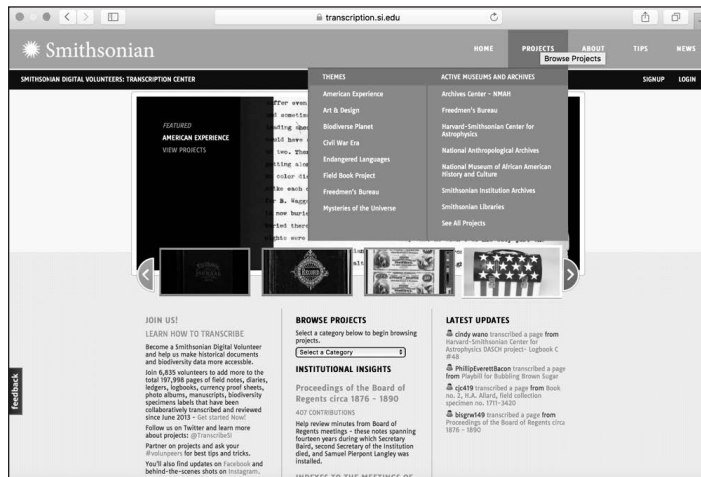 transcription.si.edu
Smithsonian
HOME PROJECTS ABOUT TIPS NEWS
Browse Projects
SMITHSONIAN DIGITAL VOLUNTEERS: TRANSCRIPTION CENTER
SIGNUP LOGIN
THEMES
American Experience
Art & Design
Biodiverse Planet
Civil War Era
Endangered Languages
Field Book Project
Freedmen's Bureau
Mysteries of the Universe
ACTIVE MUSEUMS AND ARCHIVES
Archives Center - NMAH
Freedmen's Bureau
Harvard-Smithsonian Center for
Astrophysics
National Anthropological Archives
National Museum of African American
History and Culture
Smithsonian Institution Archives
Smithsonian Libraries
See All Projects
FEATURED
AMERICAN EXPERIENCE
VIEW PROJECTS
RECORD
feedback
JOIN US!
LEARN HOW TO TRANSCRIBE
Become a Smithsonian Digital Volunteer
and help us make historical documents
and biodiversity data more accessible.
Join 6,835 volunteers to add more to the
total 197,998 pages of field notes, diaries,
ledgers, logbooks, currency proof sheets,
photo albums, manuscripts, biodiversity
specimens labels that have been
collaboratively transcribed and reviewed
since June 2013 - Get started Now!
Follow us on Twitter and learn more
about projects: @TranscribeSI
Partner on projects and ask your
#volunpeers for best tips and tricks.
You'll also find updates on Facebook and
behind-the-scenes shots on Instagram.
BROWSE PROJECTS
Select a category below to begin browsing
projects.
Select a Category
INSTITUTIONAL INSIGHTS
Proceedings of the Board of
Regents circa 1876 - 1890
407 CONTRIBUTIONS
Help review minutes from Board of
Regents meetings - these notes spanning
fourteen years during which Secretary
Baird, second Secretary of the Institution
died, and Samuel Pierpont Langley was
installed.
INDEXES TO THE MEETINGS OF
LATEST UPDATES
cindy wano transcribed a page from
Harvard-Smithsonian Center for
Astrophysics DASCH project- Logbook C
#48
PhillipEverettBacon transcribed a page
from Playbill for Bubbling Brown Sugar
cjc419 transcribed a page from Book
no. 2, H.A. Allard, field collection
specimen no. 1711-3420
blsgrw149 transcribed a page from
Proceedings of the Board of Regents circa
1876 - 1890